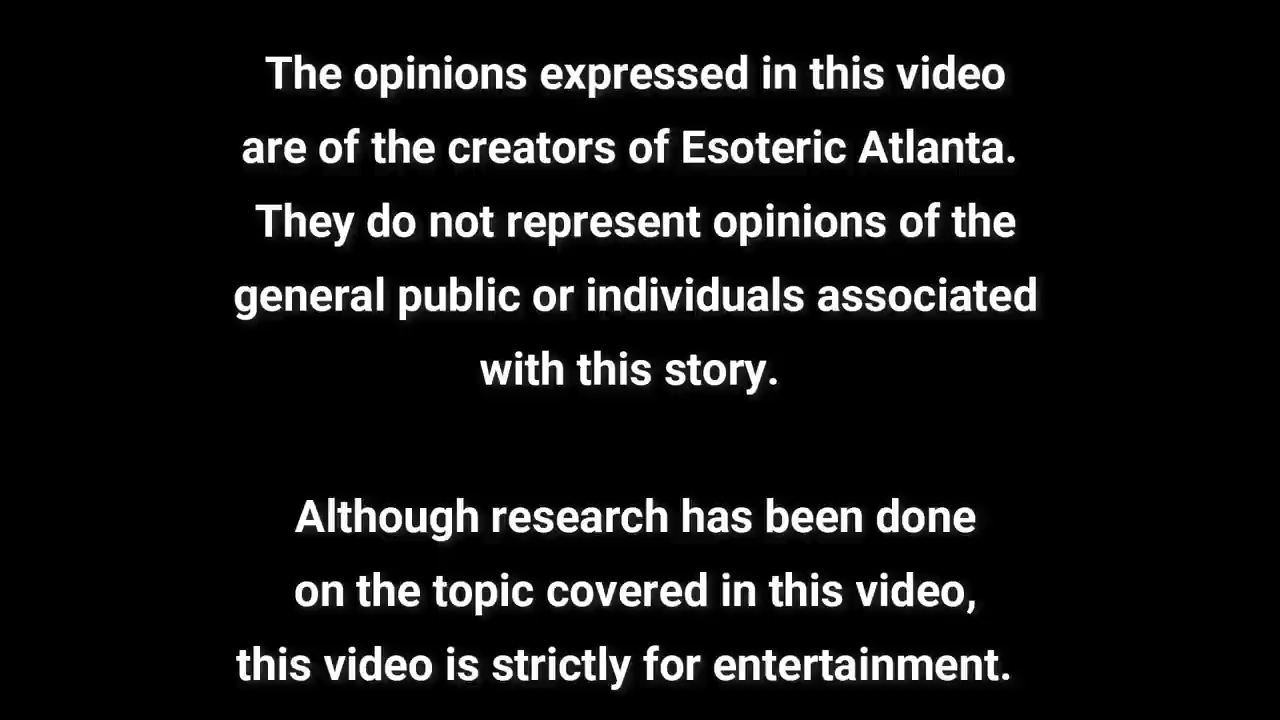 The opinions expressed in this video
are of the creators of Esoteric Atlanta.
They do not represent opinions of the
general public or individuals associated
with this story.
Although research has been done
on the topic covered in this video,
this video is strictly for entertainment.